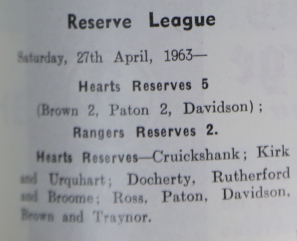 Reserve League
Saturday, 27th April, 1963—
Hearts Reserves 5
(Brown 2, Paton 2, Davidson) ;
Rangers Reserves 2.
Hearts Reserves—Cruickshank ; Kirk
and Urquhart ; Docherty, Rutherford
and Broome ; Ross, Paton, Davidson,
Brown and Traynor.